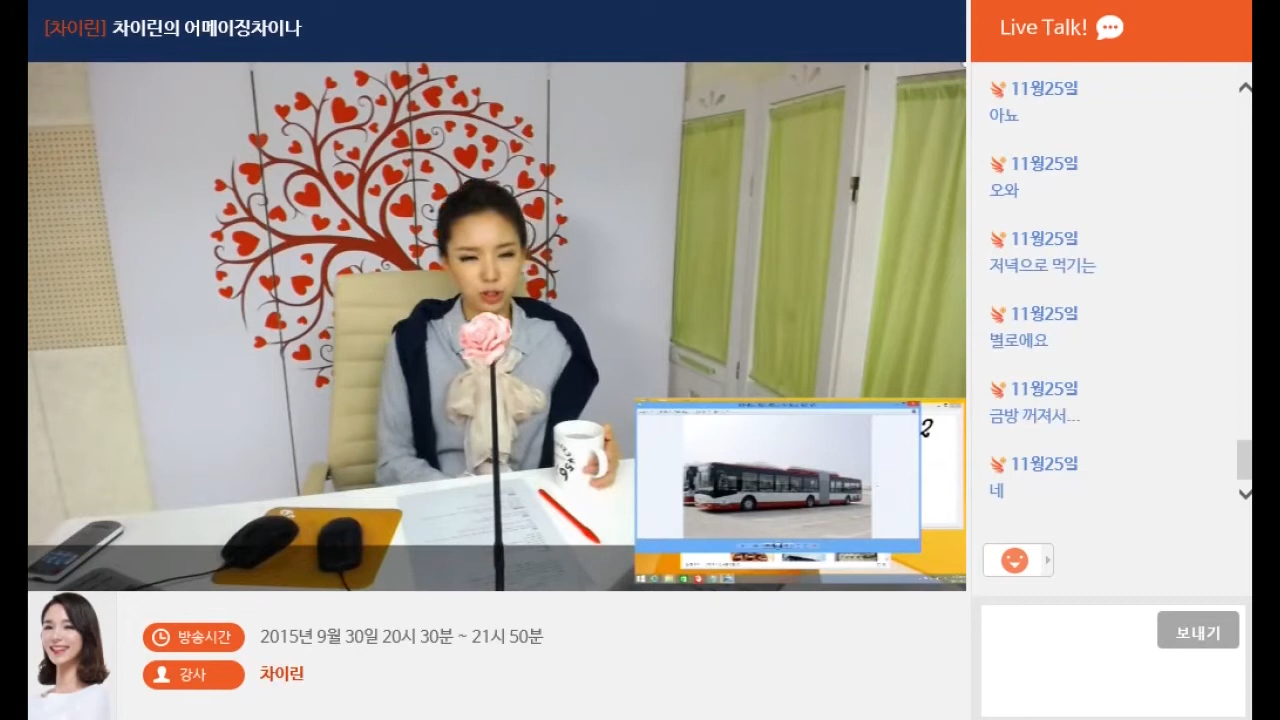 [차이린] 차이린의 어메이징차이나
Live Talk!
11월25일
아뇨
11월25일
오와
11월25일
저녁으로 먹기는
11월25일
별로에요
11월25일
금방 꺼져서...
11월25일
네
보내기
방송시간 2015년 9월 30일 20시 30분 ~ 21시 50분
강사 차이린